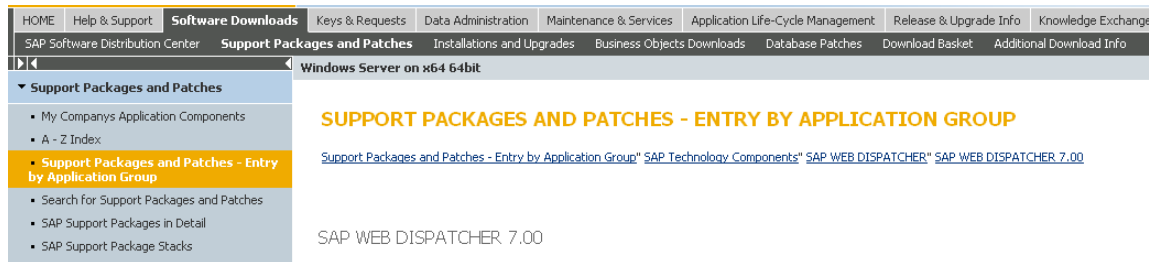 HOME Help & Support Software Downloads Keys & Requests Data Administration Maintenance & Services Application Life-Cycle Management Release & Upgrade Info Knowledge Exchange
SAP Software Distribution Center Support Packages and Patches Installations and Upgrades Business Objects Downloads Database Patches Download Basket Additional Download Info
Windows Server on x64 64bit
Support Packages and Patches
My Companys Application Components
A - Z Index
Support Packages and Patches - Entry
by Application Group
Search for Support Packages and Patches
SAP Support Packages in Detail
SAP Support Package Stacks
SUPPORT PACKAGES AND PATCHES - ENTRY BY APPLICATION GROUP
Support Packages and Patches - Entry by Application Group" SAP Technology Components" SAP WEB DISPATCHER" SAP WEB DISPATCHER 7.00
SAP WEB DISPATCHER 7.00